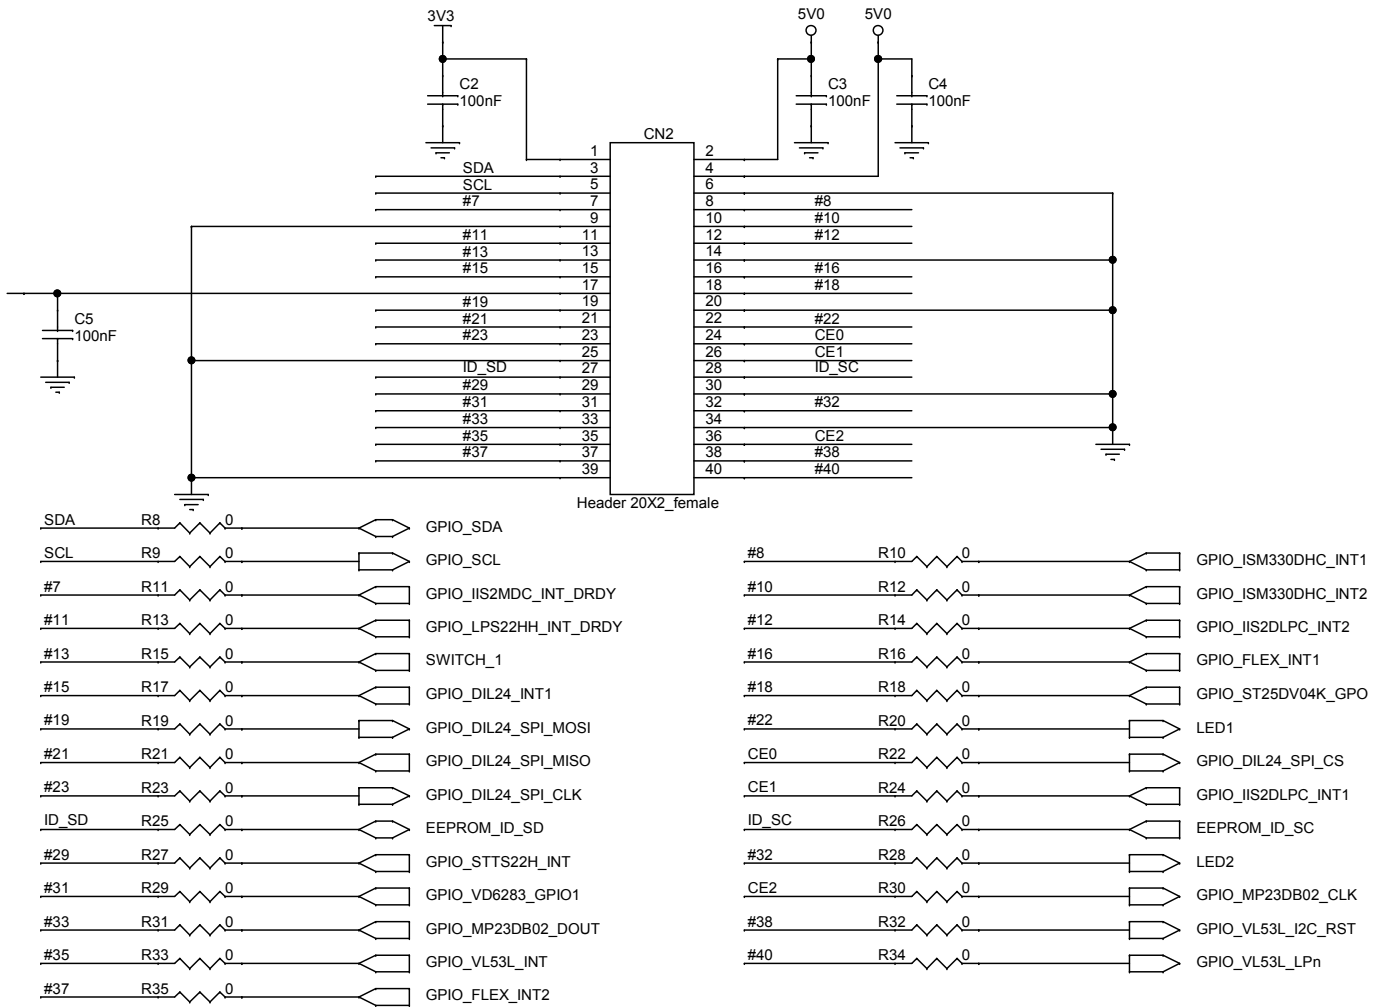 3V3 5V0 5V0
C2 100nF
C3 100nF
C4 100nF
CN2
1 2
SDA 3 4
SCL 5 6
#7 7 8 #8
9 10 #10
#11 11 12 #12
#13 13 14
#15 15 16 #16
17 18 #18
#19 19 20
C5 100nF
#21 21 22 #22
#23 23 24 CE0
25 26 CE1
ID_SD 27 28 ID_SC
#29 29 30
#31 31 32 #32
#33 33 34
#35 35 36 CE2
#37 37 38 #38
39 40 #40
Header 20X2_female
SDA R8 0 GPIO_SDA
SCL R9 0 GPIO_SCL
#7 R11 0 GPIO_IIS2MDC_INT_DRDY
#11 R13 0 GPIO_LPS22HH_INT_DRDY
#13 R15 0 SWITCH_1
#15 R17 0 GPIO_DIL24_INT1
#19 R19 0 GPIO_DIL24_SPI_MOSI
#21 R21 0 GPIO_DIL24_SPI_MISO
#23 R23 0 GPIO_DIL24_SPI_CLK
ID_SD R25 0 EEPROM_ID_SD
#29 R27 0 GPIO_STTS22H_INT
#31 R29 0 GPIO_VD6283_GPIO1
#33 R31 0 GPIO_MP23DB02_DOUT
#35 R33 0 GPIO_VL53L_INT
#37 R35 0 GPIO_FLEX_INT2
#8 R10 0 GPIO_ISM330DHC_INT1
#10 R12 0 GPIO_ISM330DHC_INT2
#12 R14 0 GPIO_IIS2DLPC_INT2
#16 R16 0 GPIO_FLEX_INT1
#18 R18 0 GPIO_ST25DV04K_GPO
#22 R20 0 LED1
CE0 R22 0 GPIO_DIL24_SPI_CS
CE1 R24 0 GPIO_IIS2DLPC_INT1
ID_SC R26 0 EEPROM_ID_SC
#32 R28 0 LED2
CE2 R30 0 GPIO_MP23DB02_CLK
#38 R32 0 GPIO_VL53L_I2C_RST
#40 R34 0 GPIO_VL53L_LPn